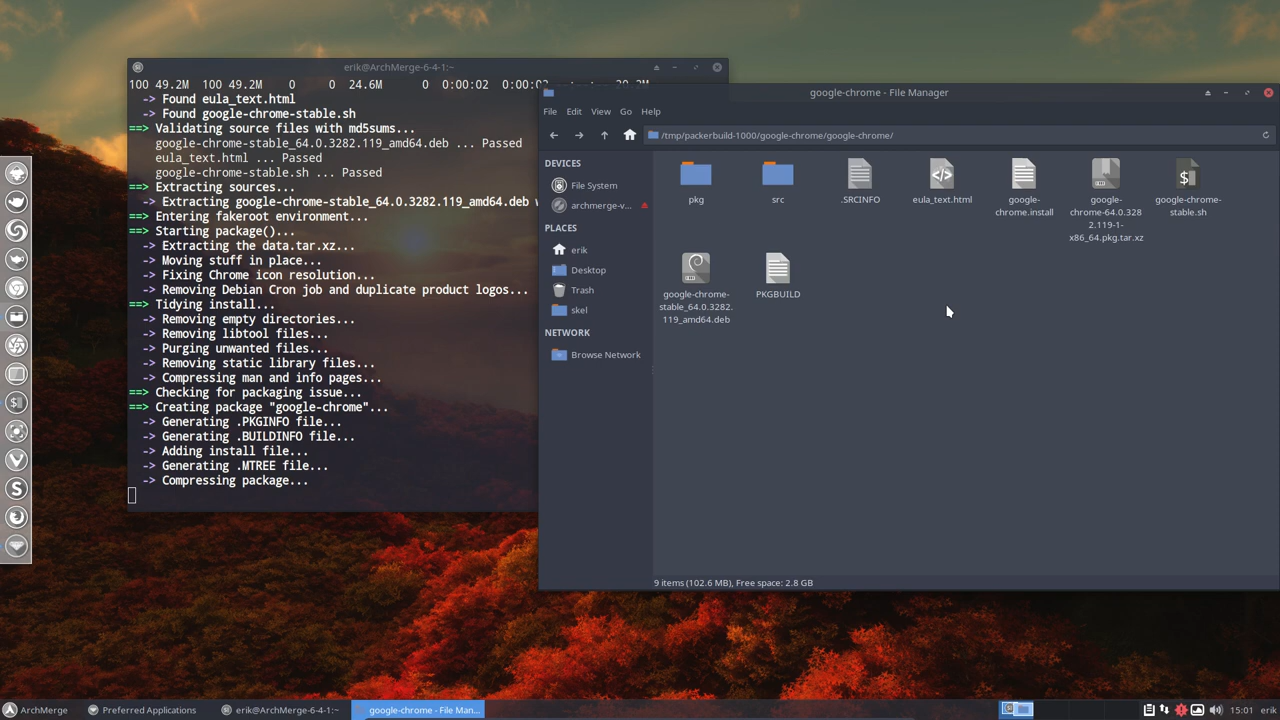 erik@ArchMerge-6-4-1:~
100 49.2M 100 49.2M 0 0 24.6M 0 0:00:02 0:00:02
-> Found eula_text.html
-> Found google-chrome-stable.sh
==> Validating source files with md5sums...
google-chrome-stable_64.0.3282.119_amd64.deb ... Passed
eula_text.html ... Passed
google-chrome-stable.sh ... Passed
==> Extracting sources...
-> Extracting google-chrome-stable_64.0.3282.119_amd64.deb w
==> Entering fakeroot environment...
==> Starting package()...
-> Extracting the data.tar.xz...
-> Moving stuff in place...
-> Fixing Chrome icon resolution...
-> Removing Debian Cron job and duplicate product logos...
==> Tidying install...
-> Removing empty directories...
-> Removing libtool files...
-> Purging unwanted files...
-> Removing static library files...
-> Compressing man and info pages...
==> Checking for packaging issue...
==> Creating package "google-chrome"...
-> Generating .PKGINFO file...
-> Generating .BUILDINFO file...
-> Adding install file...
-> Generating .MTREE file...
-> Compressing package...
google-chrome - File Manager
File Edit View Go Help
/tmp/packerbuild-1000/google-chrome/google-chrome/
DEVICES
File System
archmerge-v...
PLACES
erik
Desktop
Trash
skel
NETWORK
Browse Network
pkg
src
.SRCINFO
eula_text.html
google-
chrome.install
google-
chrome-64.0.328
2.119-1-
x86_64.pkg.tar.xz
google-chrome-
stable.sh
google-chrome-
stable_64.0.3282.
119_amd64.deb
PKGBUILD
9 items (102.6 MB), Free space: 2.8 GB
ArchMerge Preferred Applications erik@ArchMerge-6-4-1:~ google-chrome - File Man... 15:01 erik